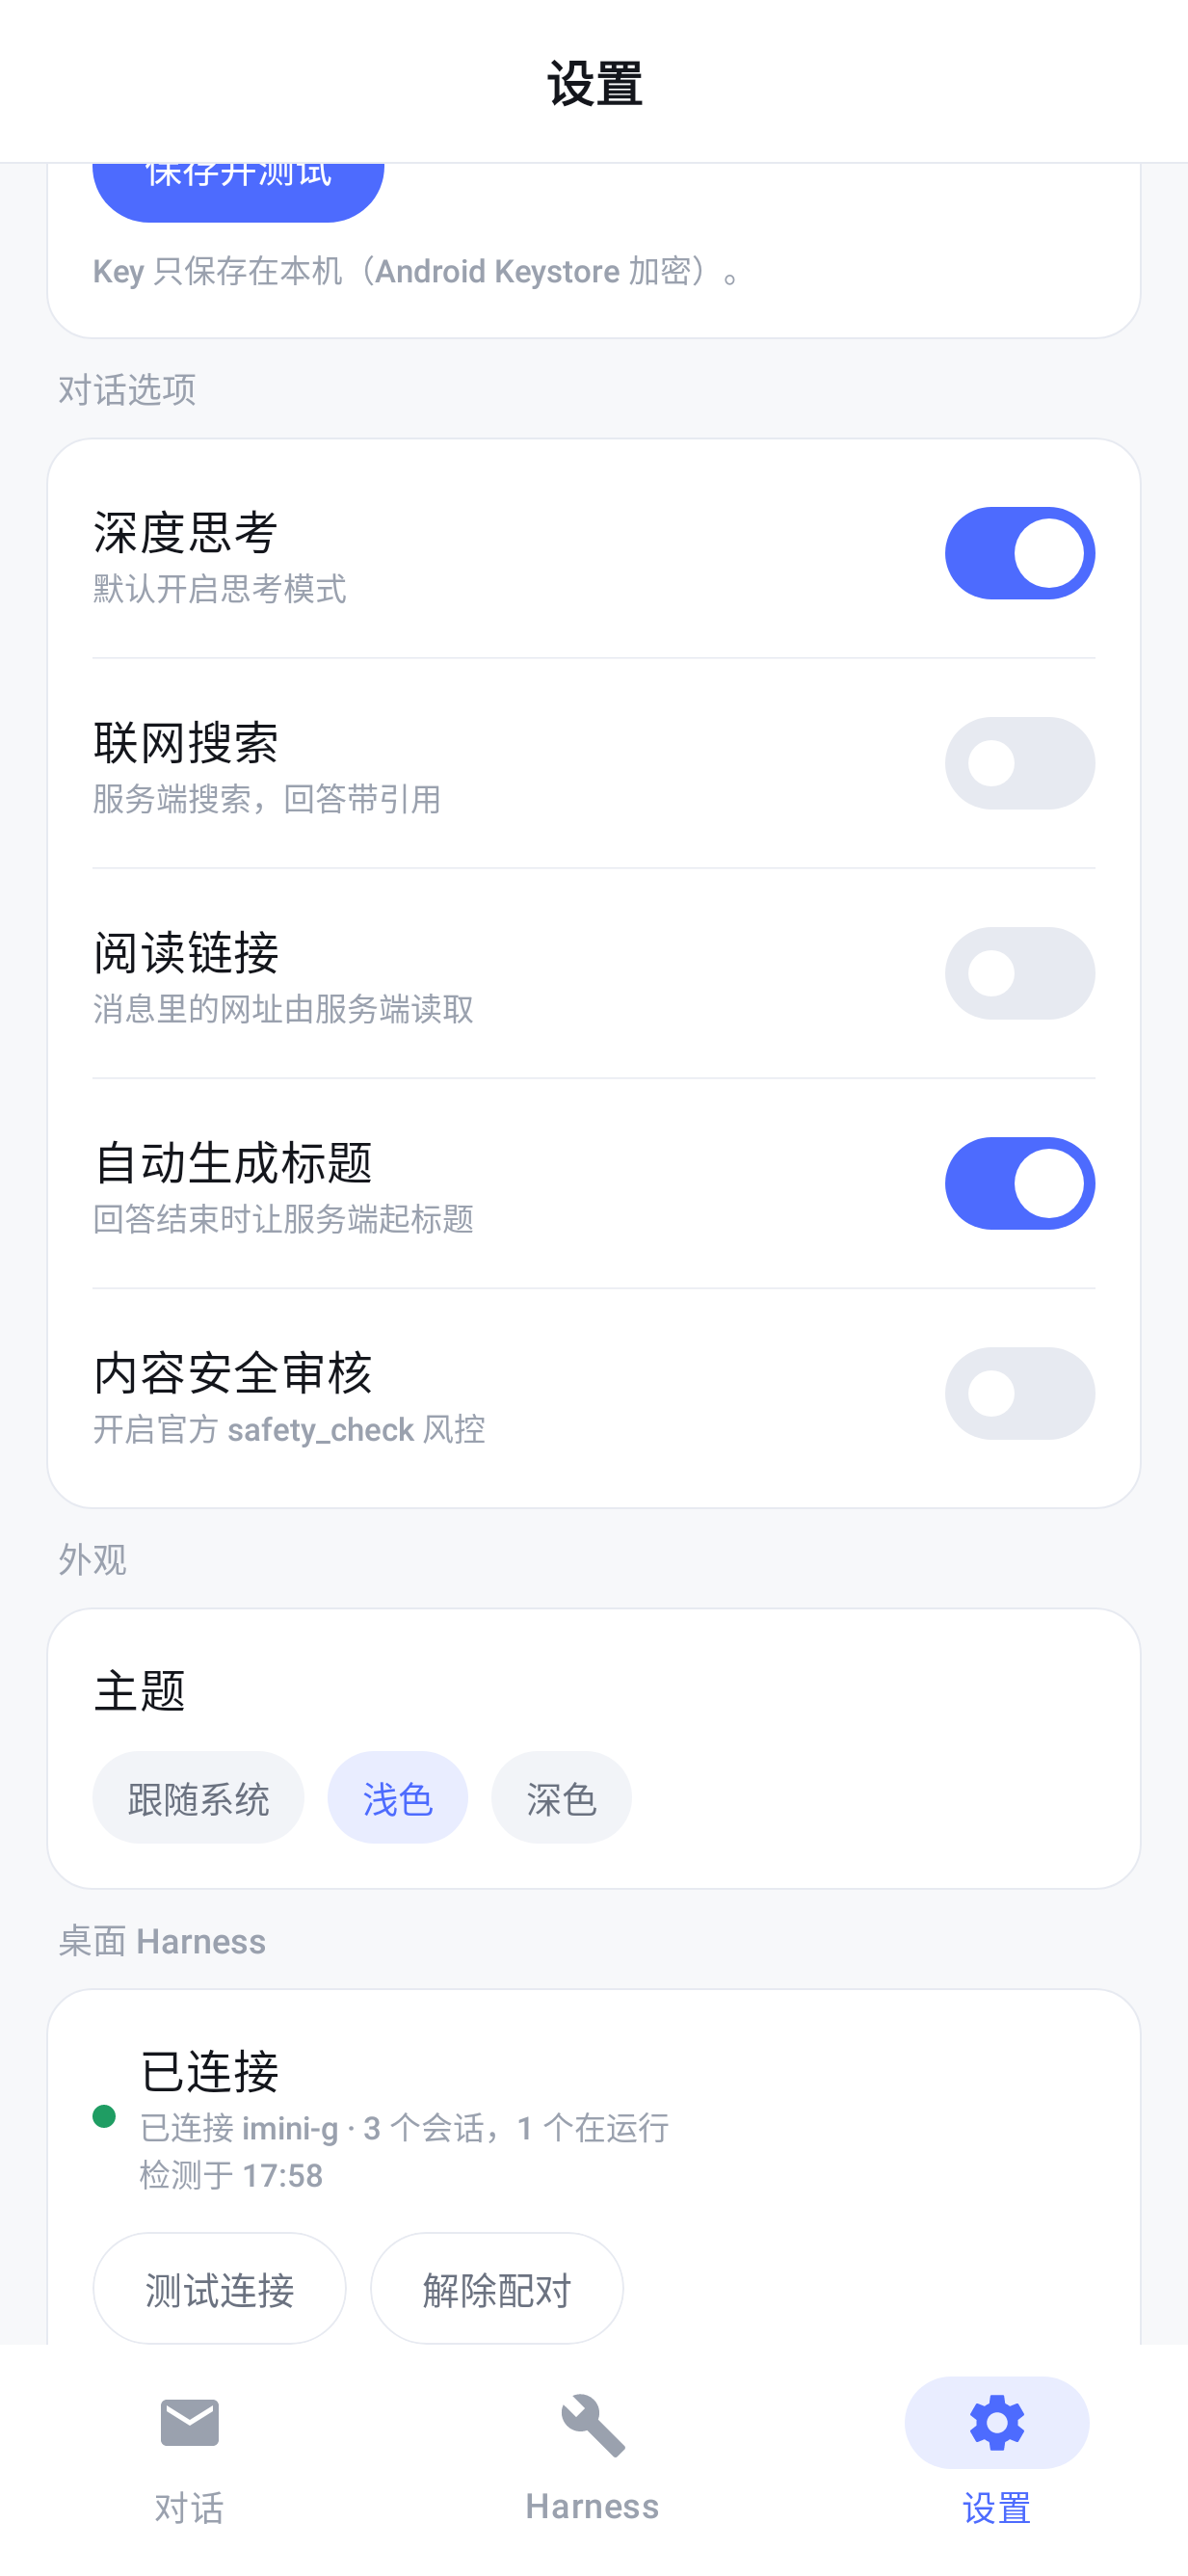 设置
保存并测试
Key 只保存在本机（Android Keystore 加密）。
对话选项
深度思考
默认开启思考模式
联网搜索
服务端搜索，回答带引用
阅读链接
消息里的网址由服务端读取
自动生成标题
回答结束时让服务端起标题
内容安全审核
开启官方 safety_check 风控
外观
主题
跟随系统 浅色 深色
桌面 Harness
已连接
已连接 imini-g · 3 个会话，1 个在运行
检测于 17:58
测试连接 解除配对
对话 Harness 设置